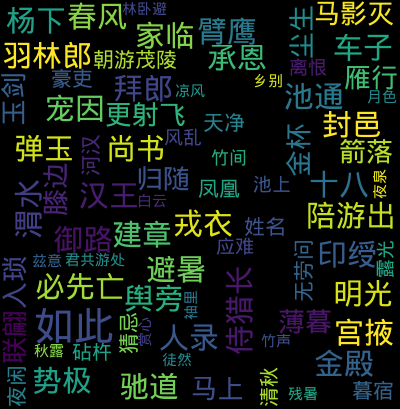 杨下
春风
林卧避
马影灭
家临
臂鹰
尘生
车子
羽林郎
朝游茂陵
承恩
离恨
雁行
玉剑
豪吏
拜郎
凉风
乡别
池通
月色
宠因
更射飞
天净
封邑
弹玉
河汉
尚书
风乱
竹间
金杯
箭落
渭水
膝边
汉王
归随
白云
凤凰
池上
十八
夜泉
陪游出
御路
建章
戎衣
姓名
应难
无劳问
印绶
露光
入琐
兹意
君共游处
避暑
必先亡
舆旁
袖里
侍猎长
明光
联翩
如此
猜忌
赏心
人录
薄暮
宫掖
秋露
砧杵
徒然
竹声
金殿
夜闲
势极
驰道
马上
清秋
残暑
暮宿